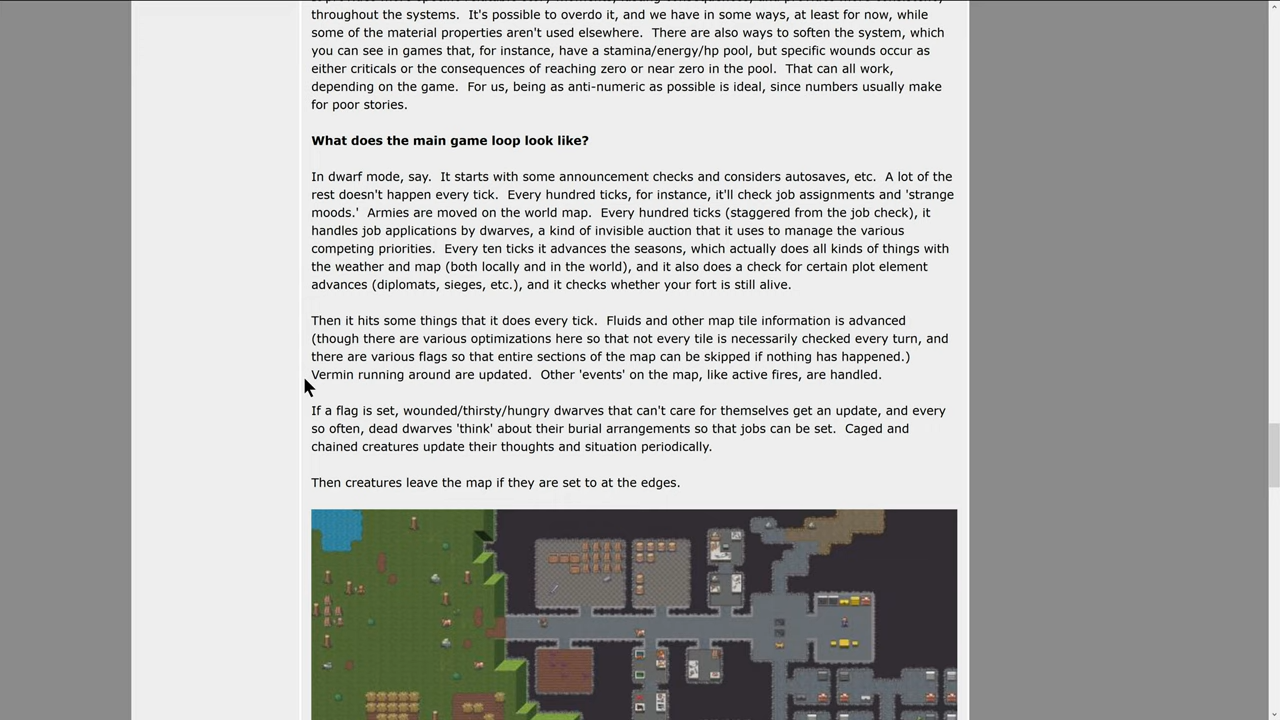 throughout the systems.  It's possible to overdo it, and we have in some ways, at least for now, while
some of the material properties aren't used elsewhere.  There are also ways to soften the system, which
you can see in games that, for instance, have a stamina/energy/hp pool, but specific wounds occur as
either criticals or the consequences of reaching zero or near zero in the pool.  That can all work,
depending on the game.  For us, being as anti-numeric as possible is ideal, since numbers usually make
for poor stories.
What does the main game loop look like?
In dwarf mode, say.  It starts with some announcement checks and considers autosaves, etc.  A lot of the
rest doesn't happen every tick.  Every hundred ticks, for instance, it'll check job assignments and 'strange
moods.'  Armies are moved on the world map.  Every hundred ticks (staggered from the job check), it
handles job applications by dwarves, a kind of invisible auction that it uses to manage the various
competing priorities.  Every ten ticks it advances the seasons, which actually does all kinds of things with
the weather and map (both locally and in the world), and it also does a check for certain plot element
advances (diplomats, sieges, etc.), and it checks whether your fort is still alive.
Then it hits some things that it does every tick.  Fluids and other map tile information is advanced
(though there are various optimizations here so that not every tile is necessarily checked every turn, and
there are various flags so that entire sections of the map can be skipped if nothing has happened.)
Vermin running around are updated.  Other 'events' on the map, like active fires, are handled.
If a flag is set, wounded/thirsty/hungry dwarves that can't care for themselves get an update, and every
so often, dead dwarves 'think' about their burial arrangements so that jobs can be set.  Caged and
chained creatures update their thoughts and situation periodically.
Then creatures leave the map if they are set to at the edges.